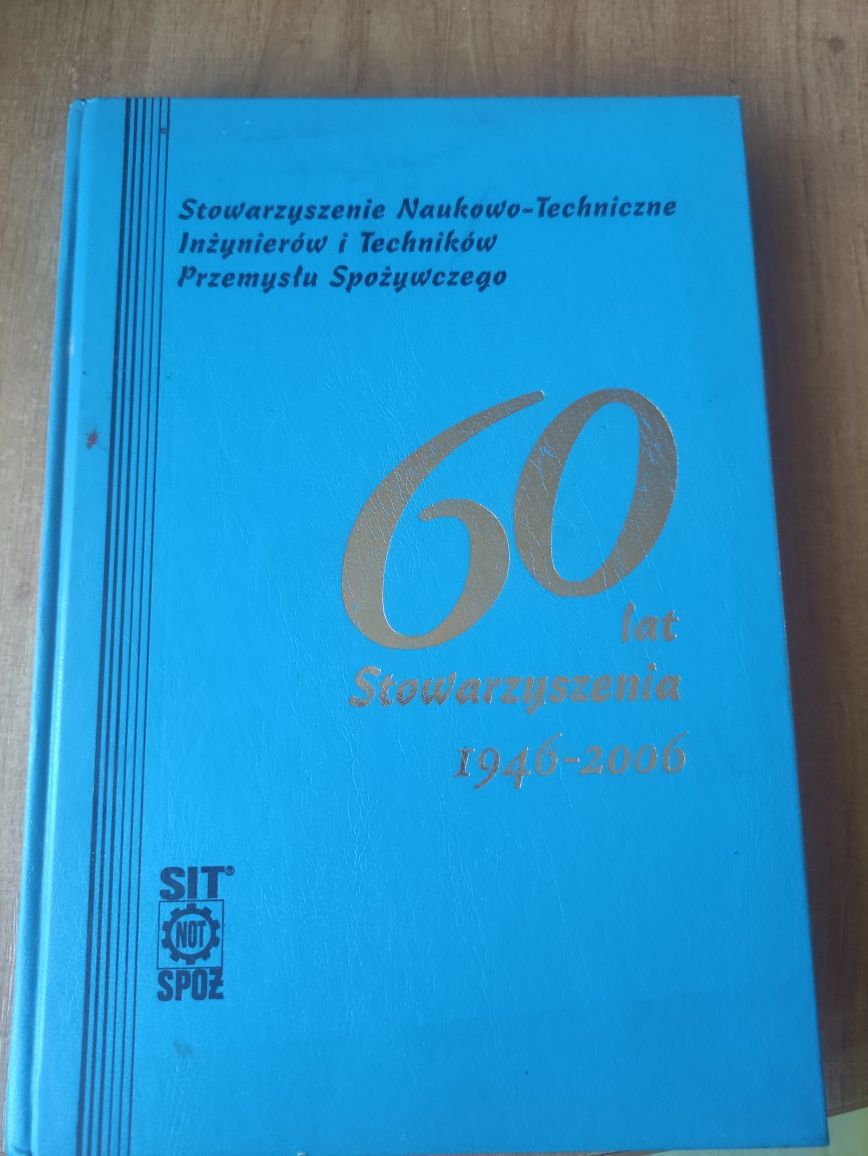 Stowarzyszenie Naukowo-Techniczne
Inżynierów i Techników
Przemysłu Spożywczego
60
lat
Stowarzyszenia
1946-2006
SIT®
NOT
SPOŻ